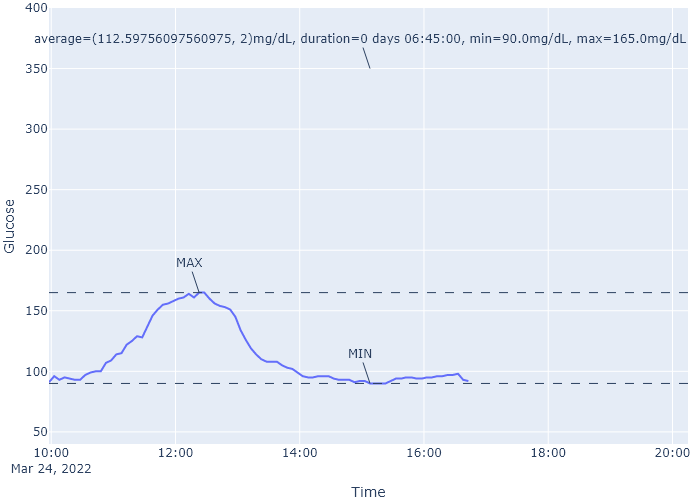 400
average=(112.59756097560975, 2)mg/dL, duration=0 days 06:45:00, min=90.0mg/dL, max=165.0mg/dL
350
300
250
Glucose
200
MAX
150
MIN
100
50
10:00 12:00 14:00 16:00 18:00 20:00
Mar 24, 2022
Time